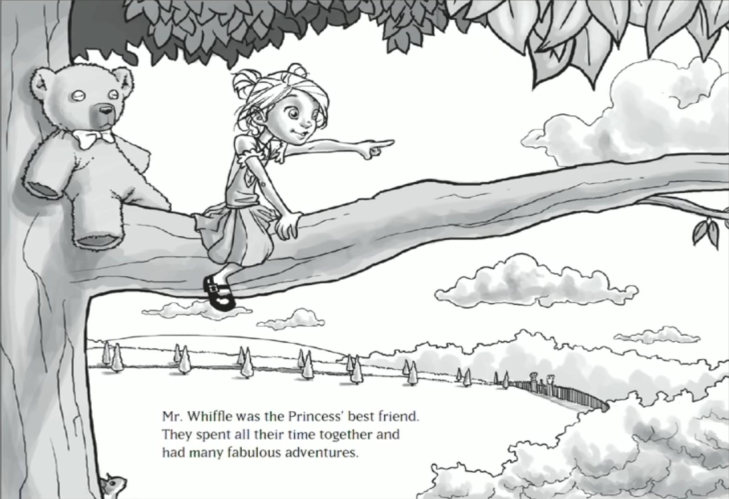 Mr. Whiffle was the Princess' best friend.
They spent all their time together and
had many fabulous adventures.